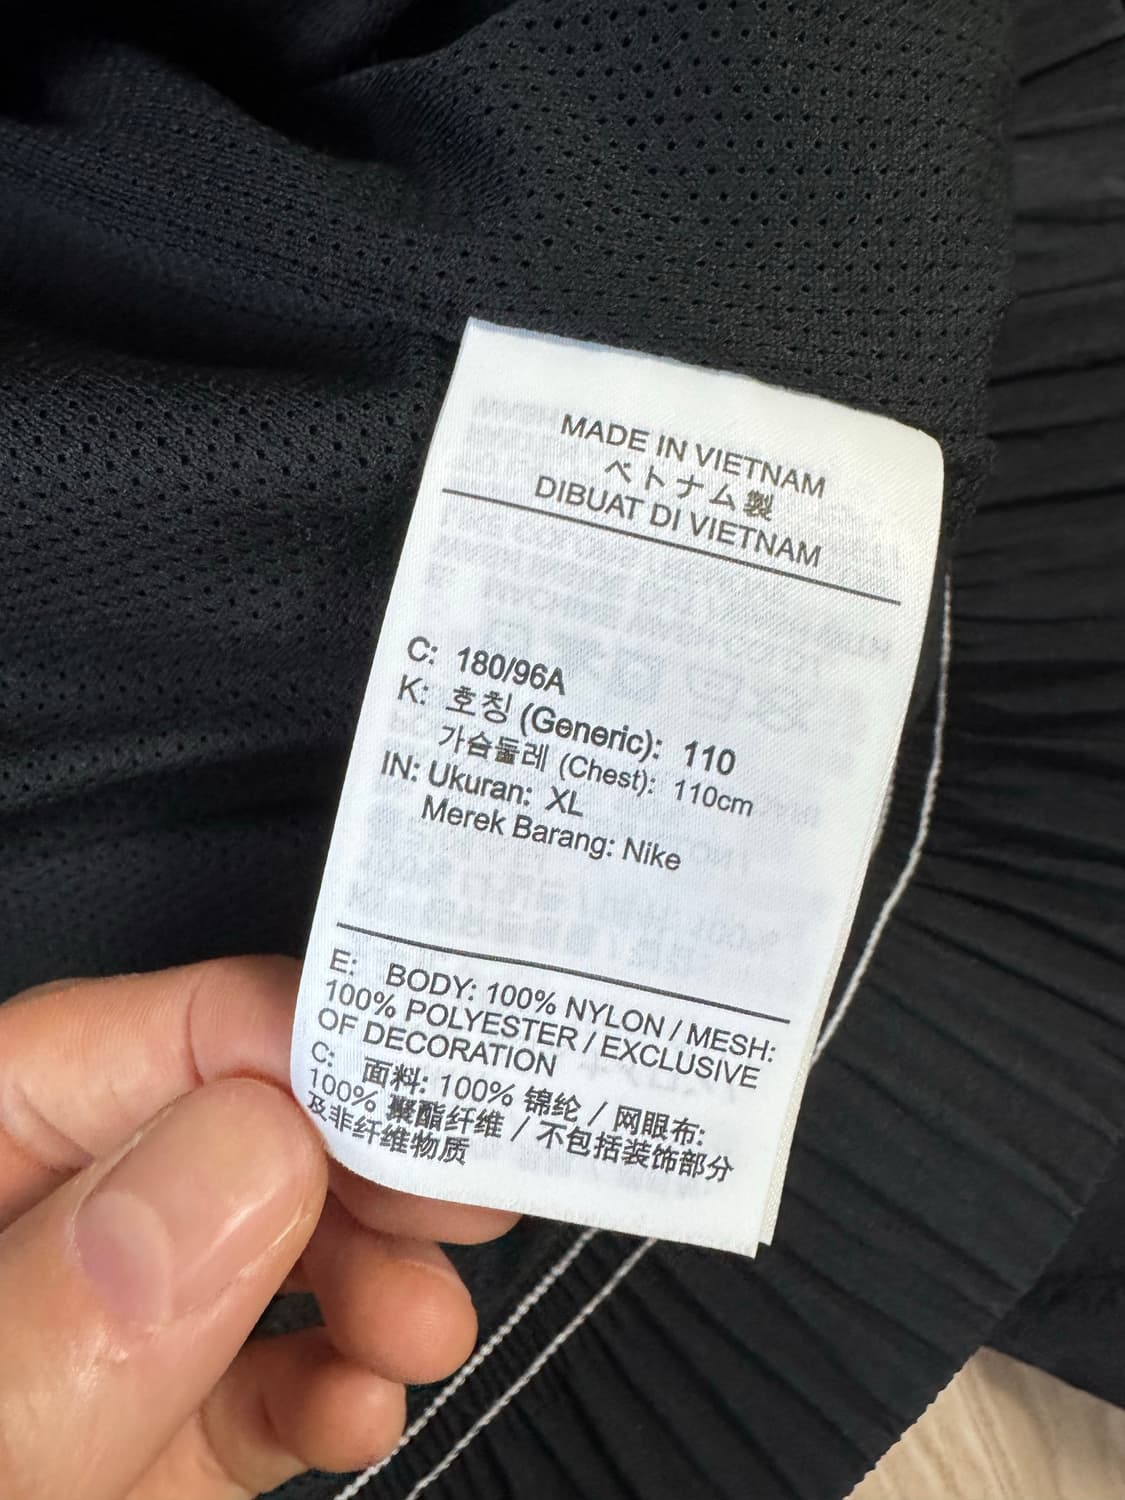 MADE IN VIETNAM
ベトナム製
DIBUAT DI VIETNAM
C: 180/96A
K: 호칭 (Generic): 110
가슴둘레 (Chest): 110cm
IN: Ukuran: XL
Merek Barang: Nike
E: BODY: 100% NYLON / MESH:
100% POLYESTER / EXCLUSIVE
OF DECORATION
C: 面料: 100% 锦纶 / 网眼布:
100% 聚酯纤维 / 不包括装饰部分
及非纤维物质